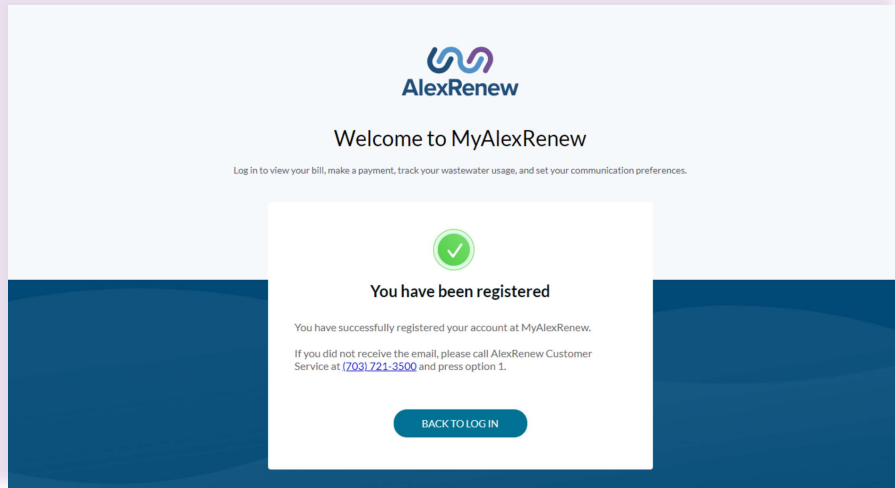 AlexRenew
Welcome to MyAlexRenew
Log in to view your bill, make a payment, track your wastewater usage, and set your communication preferences.
You have been registered
You have successfully registered your account at MyAlexRenew.
If you did not receive the email, please call AlexRenew Customer
Service at (703) 721-3500 and press option 1.
BACK TO LOG IN